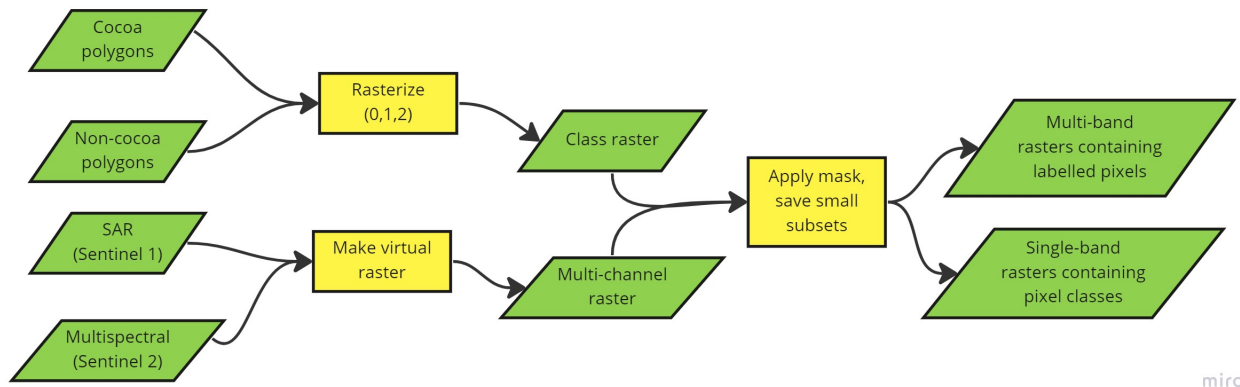 Cocoa
polygons
Non-cocoa
polygons
SAR
(Sentinel 1)
Multispectral
(Sentinel 2)
Rasterize
(0,1,2)
Make virtual
raster
Class raster
Multi-channel
raster
Apply mask,
save small
subsets
Multi-band
rasters containing
labelled pixels
Single-band
rasters containing
pixel classes
miro